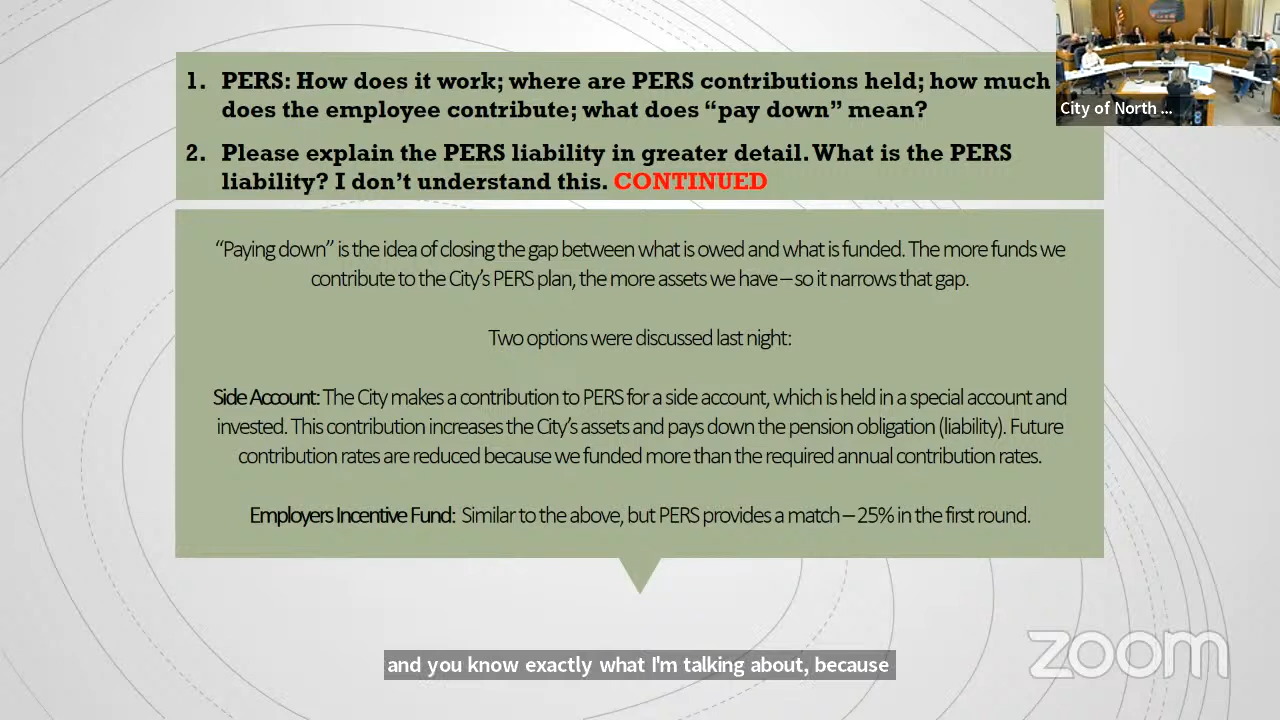 1. PERS: How does it work; where are PERS contributions held; how much
does the employee contribute; what does “pay down” mean?
2. Please explain the PERS liability in greater detail. What is the PERS
liability? I don’t understand this. CONTINUED
City of North ...
“Paying down” is the idea of closing the gap between what is owed and what is funded. The more funds we
contribute to the City’s PERS plan, the more assets we have – so it narrows that gap.
Two options were discussed last night:
Side Account: The City makes a contribution to PERS for a side account, which is held in a special account and
invested. This contribution increases the City’s assets and pays down the pension obligation (liability). Future
contribution rates are reduced because we funded more than the required annual contribution rates.
Employers Incentive Fund: Similar to the above, but PERS provides a match – 25% in the first round.
zoom
and you know exactly what I'm talking about, because